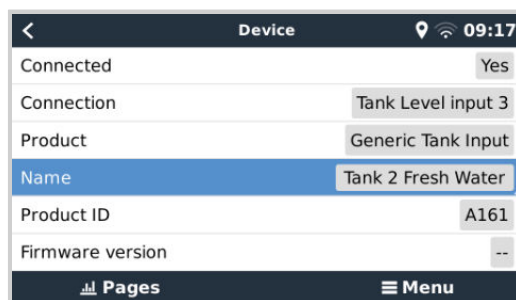 Device 09:17
Connected Yes
Connection Tank Level input 3
Product Generic Tank Input
Name Tank 2 Fresh Water
Product ID A161
Firmware version --
Pages Menu